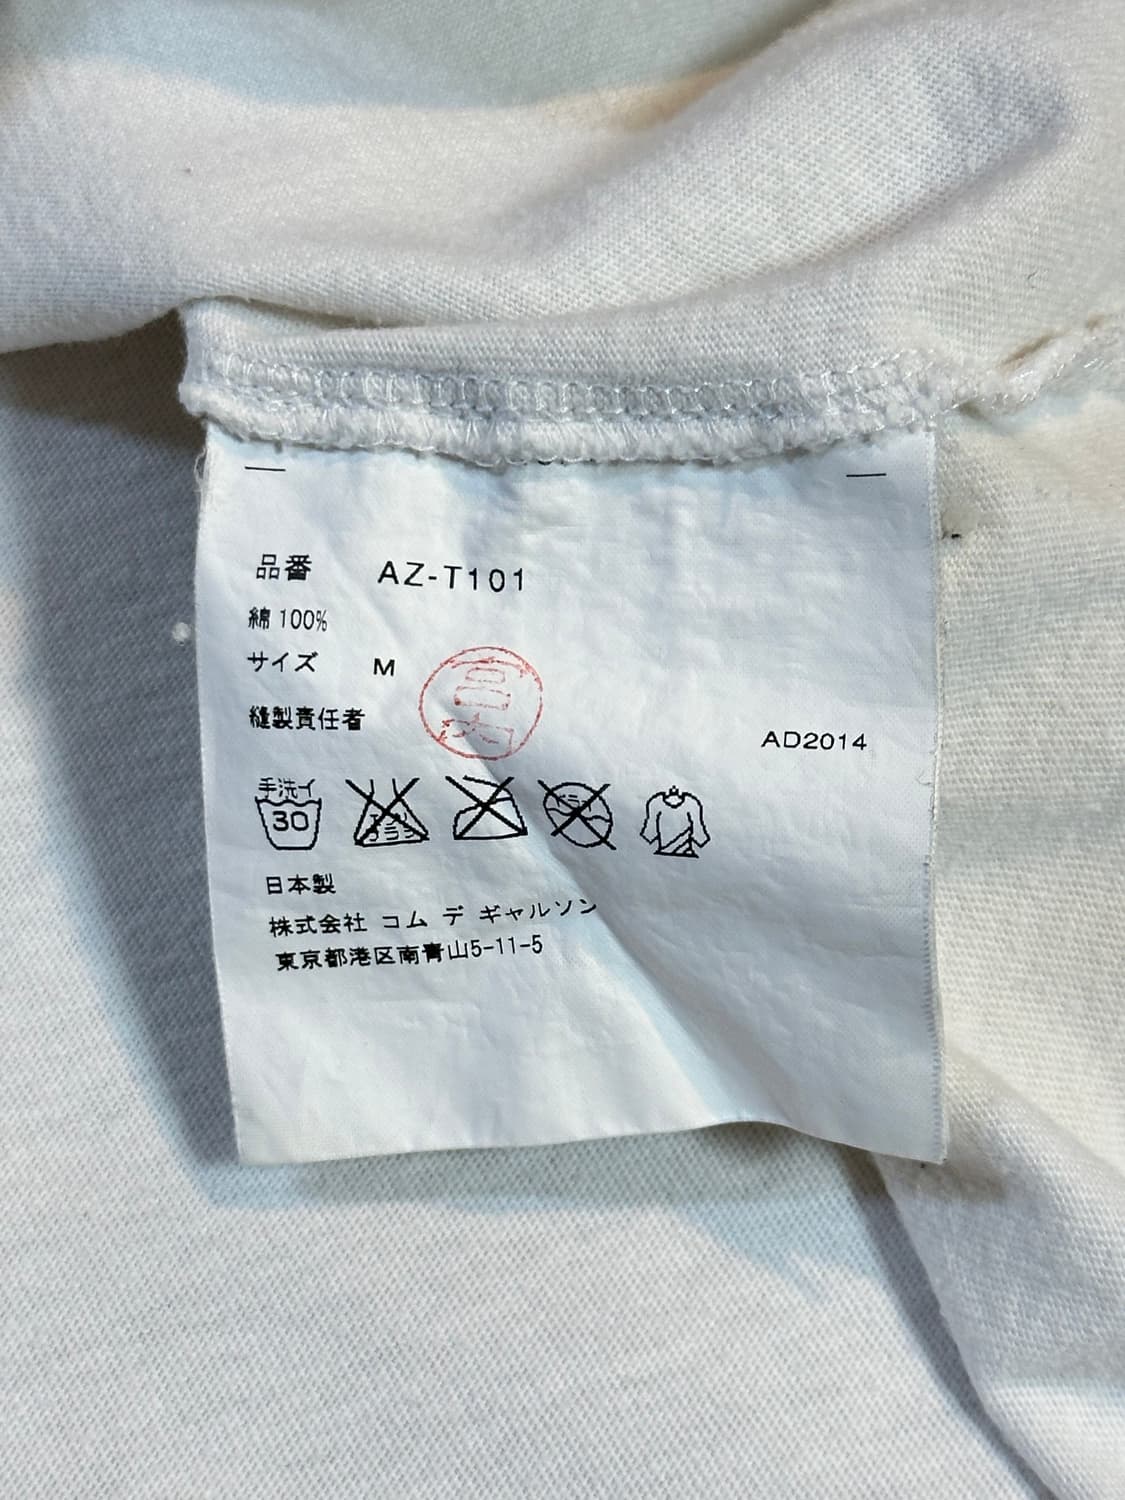 品番 AZ-T101
綿 100%
サイズ M
縫製責任者
AD2014
手洗イ
30
日本製
株式会社 コム デ ギャルソン
東京都港区南青山5-11-5